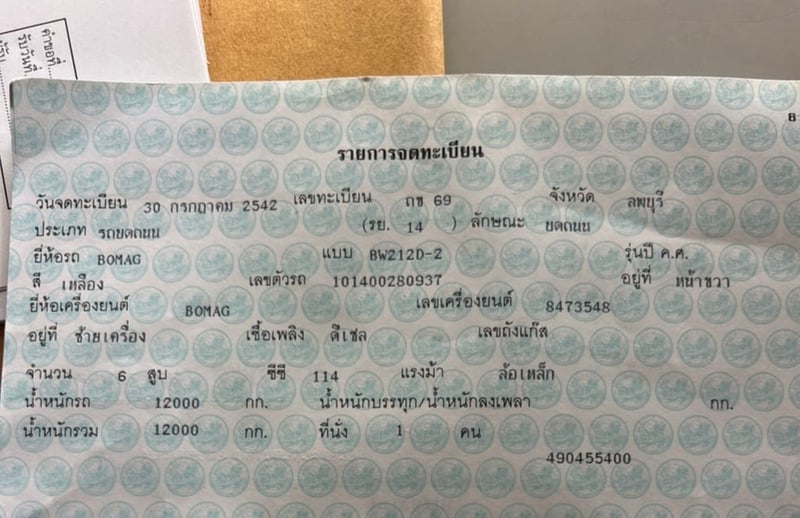 คำขอที่
รับวันที่
8
รายการจดทะเบียน
วันจดทะเบียน 30 กรกฎาคม 2542 เลขทะเบียน ถข 69 จังหวัด ลพบุรี
ประเภท รถบดถนน (รย. 14 ) ลักษณะ บดถนน
ยี่ห้อรถ BOMAG แบบ BW212D-2 รุ่นปี ค.ศ.
สี เหลือง เลขตัวรถ 101400280937 อยู่ที่ หน้าขวา
ยี่ห้อเครื่องยนต์ BOMAG เลขเครื่องยนต์ 8473548
อยู่ที่ ซ้ายเครื่อง เชื้อเพลิง ดีเซล เลขถังแก๊ส
จำนวน 6 สูบ ซีซี 114 แรงม้า ล้อเหล็ก
น้ำหนักรถ 12000 กก. น้ำหนักบรรทุก/น้ำหนักลงเพลา กก.
น้ำหนักรวม 12000 กก. ที่นั่ง 1 คน
490455400